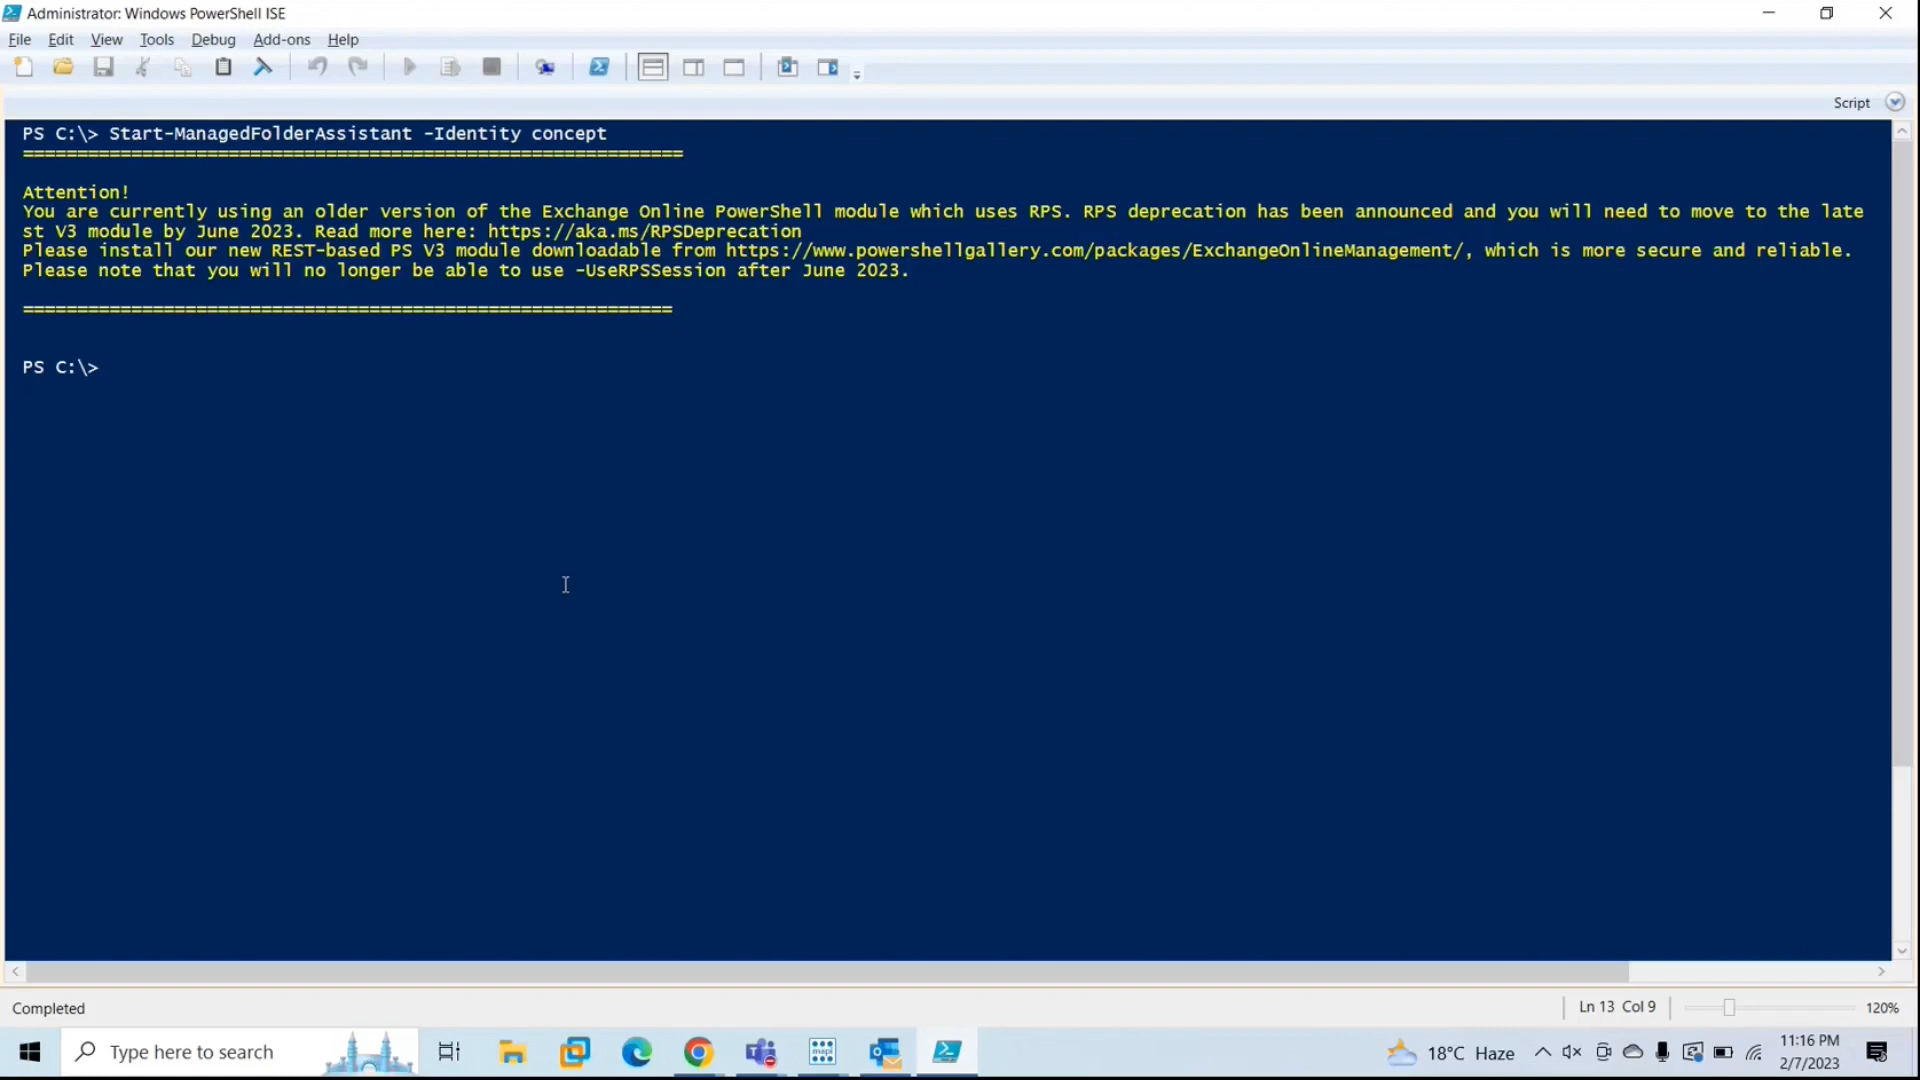 Administrator: Windows PowerShell ISE
File Edit View Tools Debug Add-ons Help
Script
PS C:\> Start-ManagedFolderAssistant -Identity concept
=============================================================
Attention!
You are currently using an older version of the Exchange Online PowerShell module which uses RPS. RPS deprecation has been announced and you will need to move to the late
st V3 module by June 2023. Read more here: https://aka.ms/RPSDeprecation
Please install our new REST-based PS V3 module downloadable from https://www.powershellgallery.com/packages/ExchangeOnlineManagement/, which is more secure and reliable.
Please note that you will no longer be able to use -UseRPSSession after June 2023.
============================================================
PS C:\>
Completed
Ln 13 Col 9
120%
Type here to search
mapi
18°C Haze
11:16 PM
2/7/2023